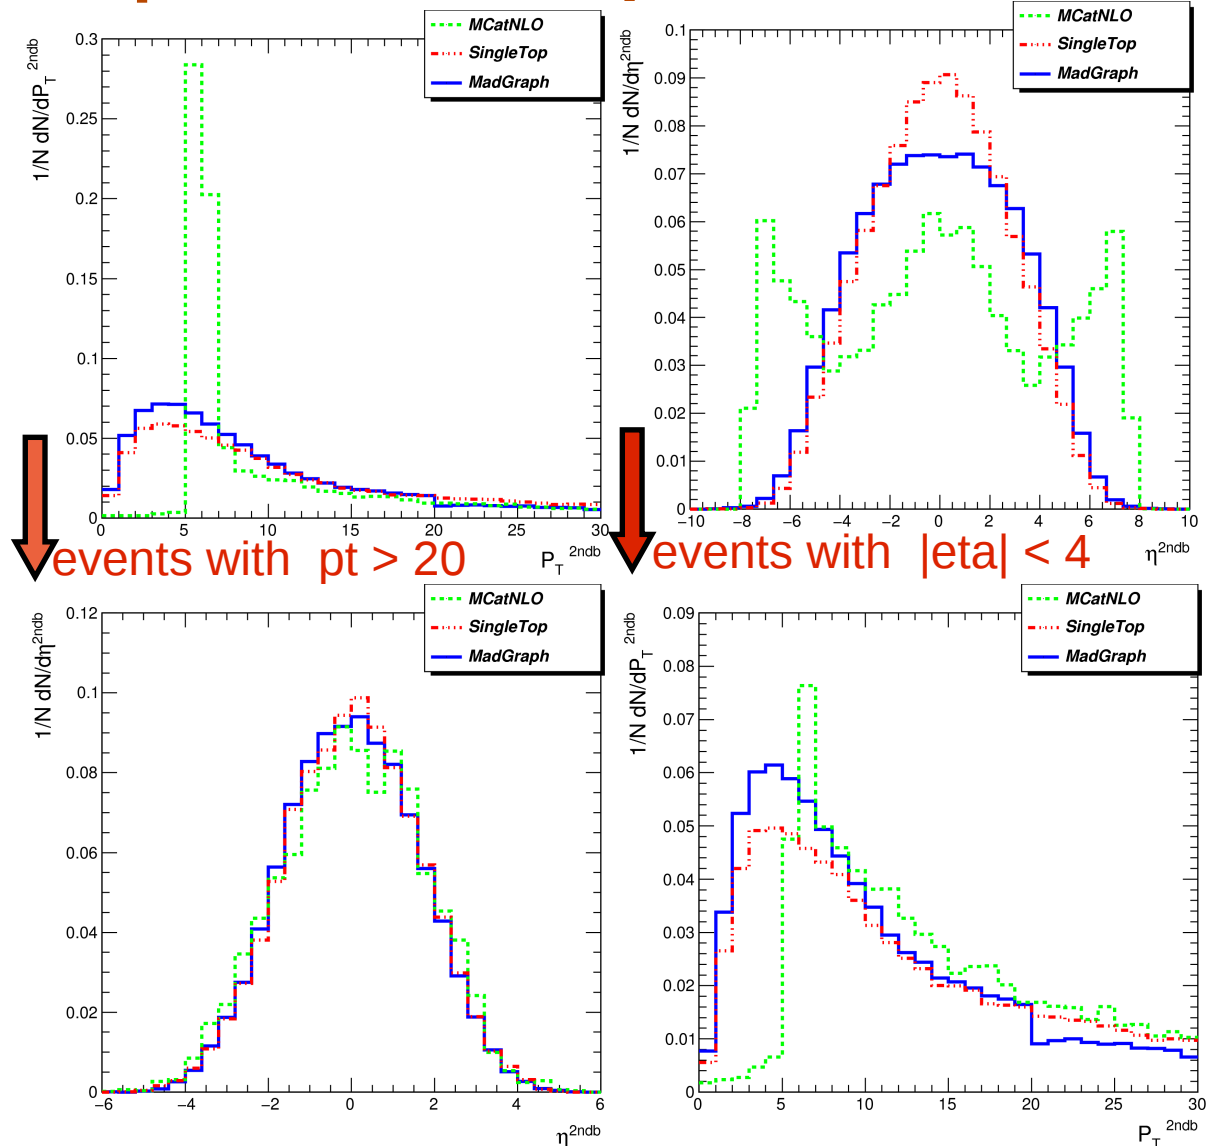 MCatNLO
SingleTop
MadGraph
1/N dN/dP_T ^2ndb
0.3
0.25
0.2
0.15
0.1
0.05
0
0 5 10 15 20 25 30
P_T ^2ndb
MCatNLO
SingleTop
MadGraph
1/N dN/dη^2ndb
0.1
0.09
0.08
0.07
0.06
0.05
0.04
0.03
0.02
0.01
0
−10 −8 −6 −4 −2 0 2 4 6 8 10
η^2ndb
events with pt > 20
events with |eta| < 4
MCatNLO
SingleTop
MadGraph
1/N dN/dη^2ndb
0.12
0.1
0.08
0.06
0.04
0.02
0
−6 −4 −2 0 2 4 6
η^2ndb
MCatNLO
SingleTop
MadGraph
1/N dN/dP_T ^2ndb
0.09
0.08
0.07
0.06
0.05
0.04
0.03
0.02
0.01
0
0 5 10 15 20 25 30
P_T ^2ndb